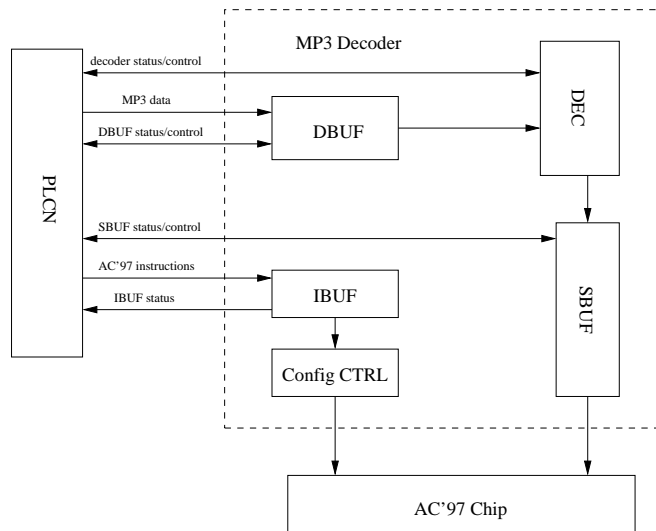 MP3 Decoder
decoder status/control
MP3 data
DBUF status/control
DBUF
DEC
PLCN
SBUF status/control
AC'97 instructions
IBUF status
IBUF
SBUF
Config CTRL
AC'97 Chip